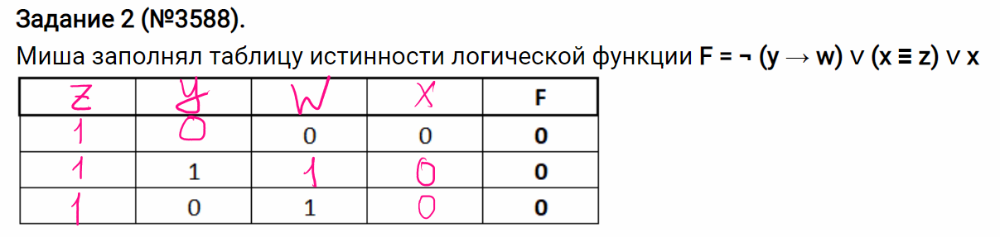 Задание 2 (№3588).
Миша заполнял таблицу истинности логической функции F = ¬ (y → w) ∨ (x ≡ z) ∨ x
z y w x F
1 0 0 0 0
1 1 1 0 0
1 0 1 0 0